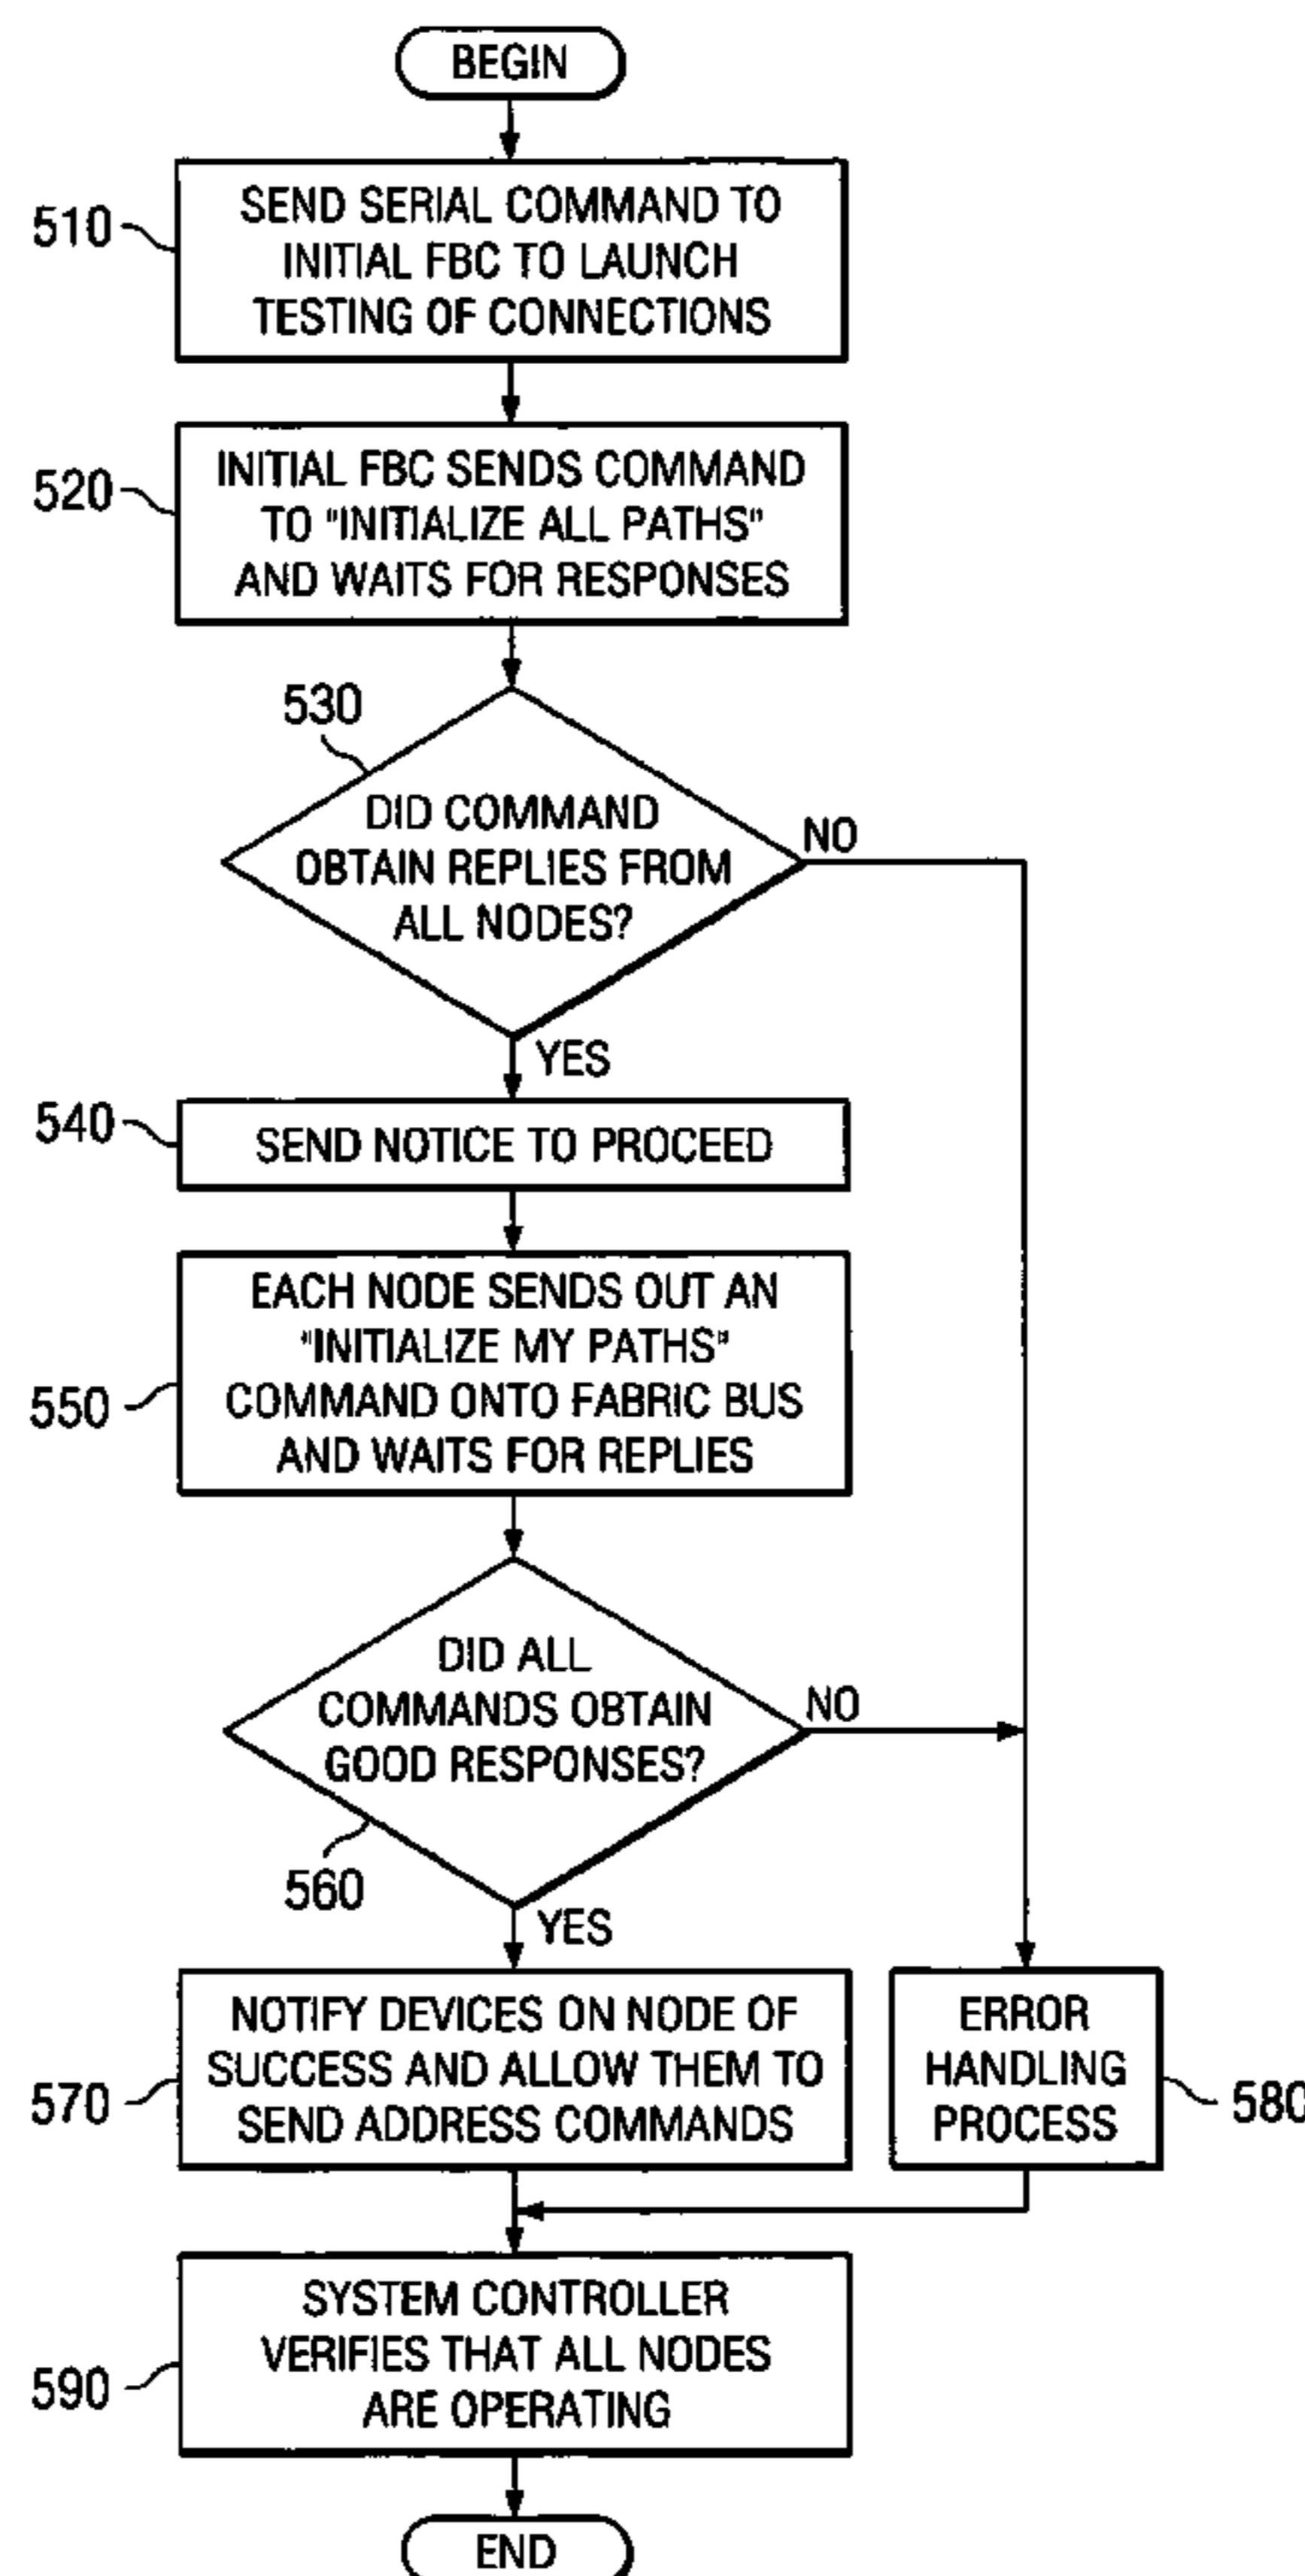 BEGIN
510
SEND SERIAL COMMAND TO
INITIAL FBC TO LAUNCH
TESTING OF CONNECTIONS
520
INITIAL FBC SENDS COMMAND
TO "INITIALIZE ALL PATHS"
AND WAITS FOR RESPONSES
530
DID COMMAND
OBTAIN REPLIES FROM
ALL NODES?
NO
YES
540
SEND NOTICE TO PROCEED
550
EACH NODE SENDS OUT AN
"INITIALIZE MY PATHS"
COMMAND ONTO FABRIC BUS
AND WAITS FOR REPLIES
DID ALL
COMMANDS OBTAIN
GOOD RESPONSES?
NO
560
YES
570
NOTIFY DEVICES ON NODE OF
SUCCESS AND ALLOW THEM TO
SEND ADDRESS COMMANDS
ERROR
HANDLING
PROCESS
580
590
SYSTEM CONTROLLER
VERIFIES THAT ALL NODES
ARE OPERATING
END